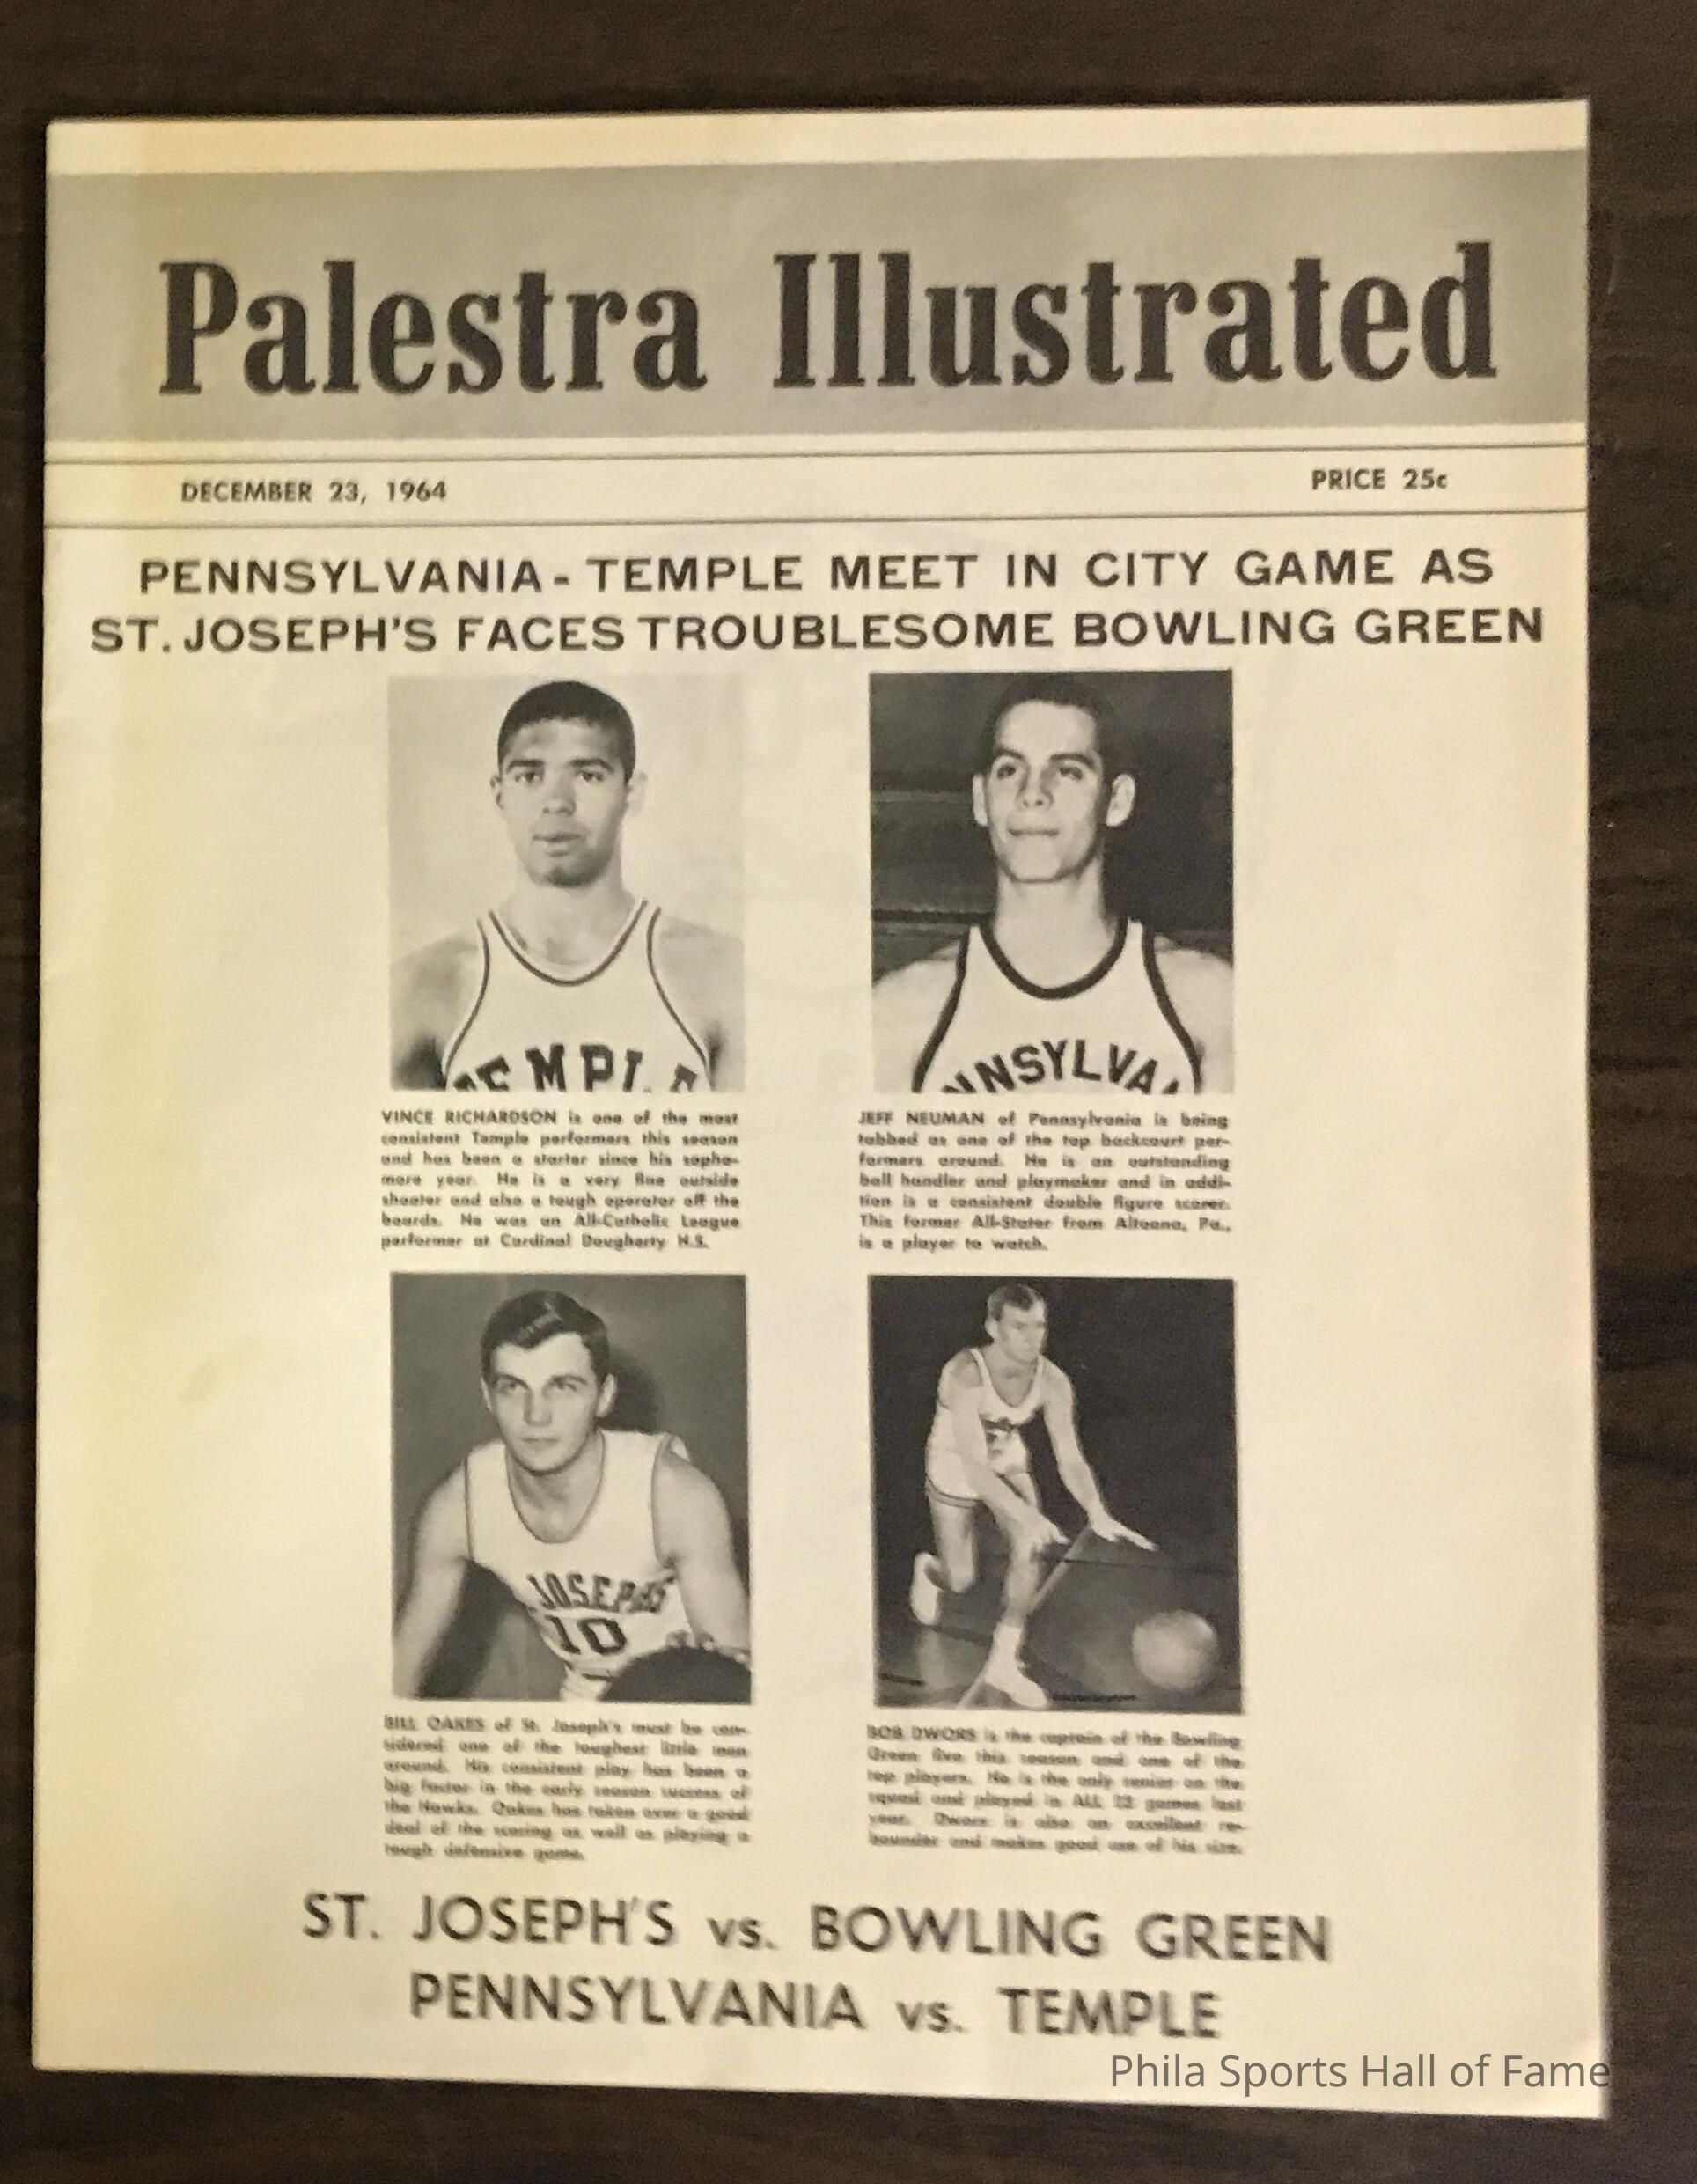 Palestra Illustrated
DECEMBER 23, 1964
PRICE 25c
PENNSYLVANIA - TEMPLE MEET IN CITY GAME AS
ST. JOSEPH'S FACES TROUBLESOME BOWLING GREEN
EMPLE
NNSYLVA
VINCE RICHARDSON is one of the most
consistent Temple performers this season
and has been a starter since his sopho-
more year. He is a very fine outside
shooter and also a tough operator off the
boards. He was an All-Catholic League
performer at Cardinal Dougherty H.S.
JEFF NEUMAN of Pennsylvania is being
tabbed as one of the top backcourt per-
formers around. He is an outstanding
ball handler and playmaker and in addi-
tion is a consistent double figure scorer.
This former All-Stater from Altoona, Pa.,
is a player to watch.
JOSEPH'S
10
BILL OAKES of St. Joseph's must be con-
sidered one of the toughest little men
around. His consistent play has been a
big factor in the early season success of
the Hawks. Oakes has taken over a good
deal of the scoring as well as playing a
tough defensive game.
BOB DWORS is the captain of the Bowling
Green five this season and one of the
top players. He is the only senior on the
squad and played in ALL 23 games last
year. Dwors is also an excellent re-
bounder and makes good use of his size.
ST. JOSEPH'S vs. BOWLING GREEN
PENNSYLVANIA vs. TEMPLE
Phila Sports Hall of Fame